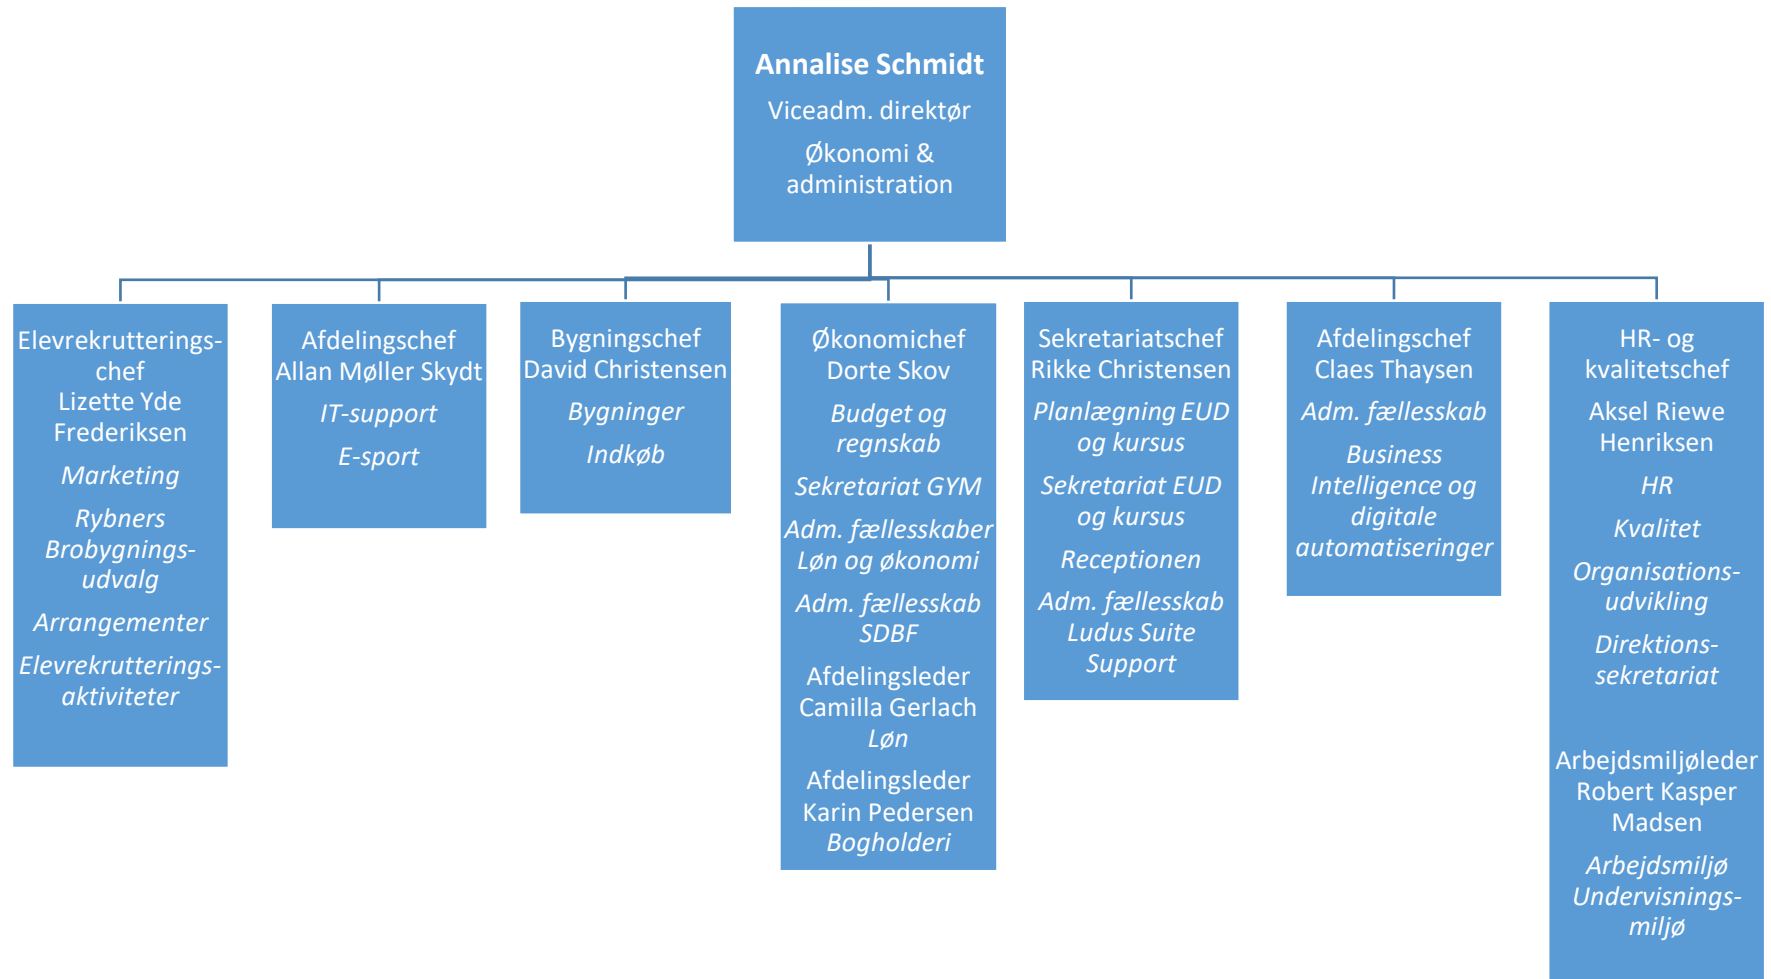 Annalise Schmidt
Viceadm. direktør
Økonomi &
administration
Elevrekrutterings-
chef
Lizette Yde
Frederiksen
Marketing
Rybners
Brobygnings-
udvalg
Arrangementer
Elevrekrutterings-
aktiviteter
Afdelingschef
Allan Møller Skydt
IT-support
E-sport
Bygningschef
David Christensen
Bygninger
Indkøb
Økonomichef
Dorte Skov
Budget og
regnskab
Sekretariat GYM
Adm. fællesskaber
Løn og økonomi
Adm. fællesskab
SDBF
Afdelingsleder
Camilla Gerlach
Løn
Afdelingsleder
Karin Pedersen
Bogholderi
Sekretariatschef
Rikke Christensen
Planlægning EUD
og kursus
Sekretariat EUD
og kursus
Receptionen
Adm. fællesskab
Ludus Suite
Support
Afdelingschef
Claes Thaysen
Adm. fællesskab
Business
Intelligence og
digitale
automatiseringer
HR- og
kvalitetschef
Aksel Riewe
Henriksen
HR
Kvalitet
Organisations-
udvikling
Direktions-
sekretariat
Arbejdsmiljøleder
Robert Kasper
Madsen
Arbejdsmiljø
Undervisnings-
miljø